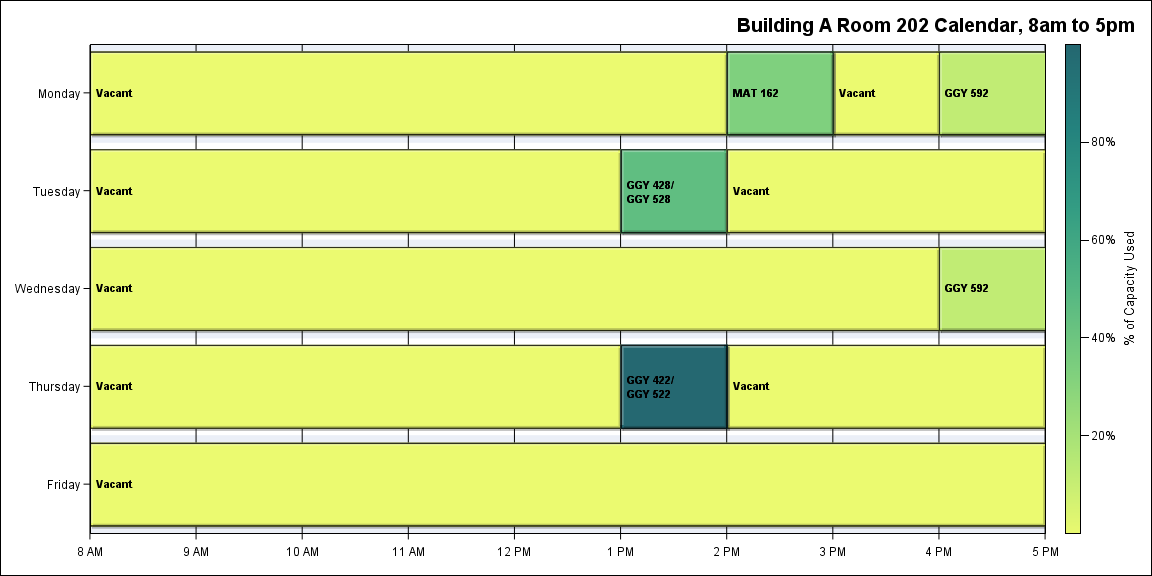 Building A Room 202 Calendar, 8am to 5pm
Monday
Vacant
MAT 162
Vacant
GGY 592
Tuesday
Vacant
GGY 428/
GGY 528
Vacant
Wednesday
Vacant
GGY 592
Thursday
Vacant
GGY 422/
GGY 522
Vacant
Friday
Vacant
8 AM
9 AM
10 AM
11 AM
12 PM
1 PM
2 PM
3 PM
4 PM
5 PM
80%
60%
40%
20%
% of Capacity Used